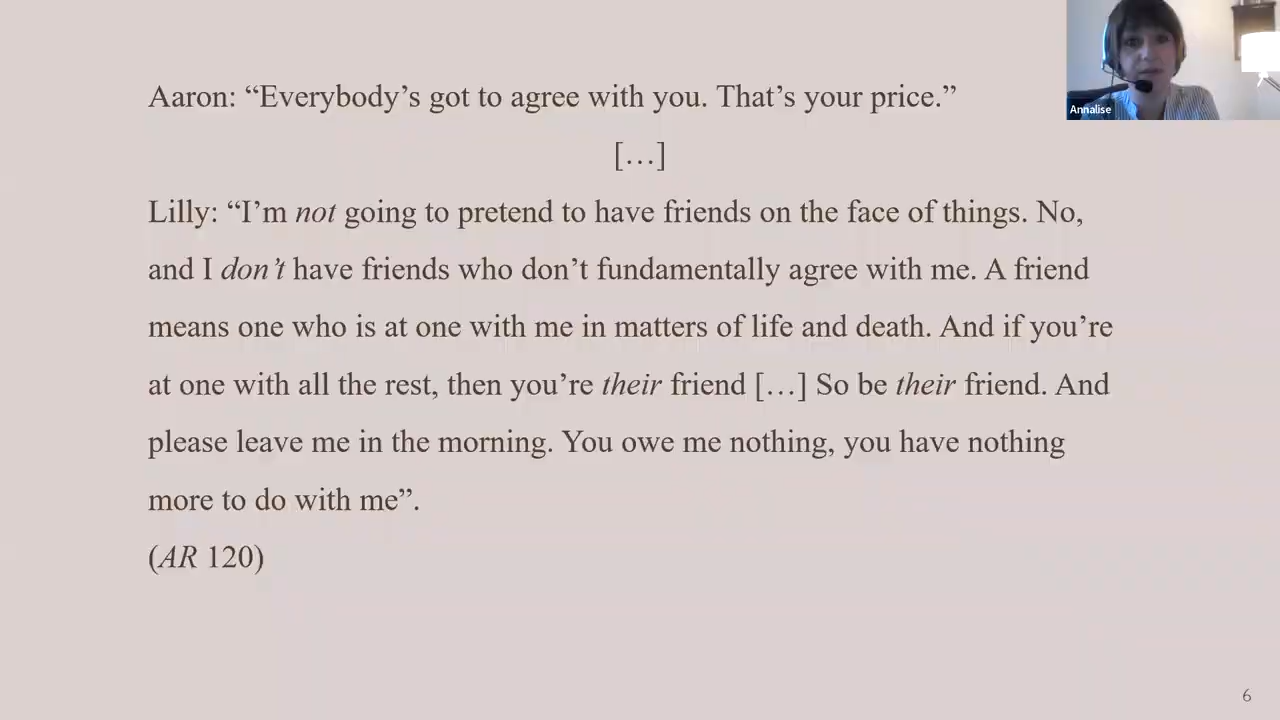 Aaron: “Everybody’s got to agree with you. That’s your price.”
Annalise
[…]
Lilly: “I’m not going to pretend to have friends on the face of things. No,
and I don’t have friends who don’t fundamentally agree with me. A friend
means one who is at one with me in matters of life and death. And if you’re
at one with all the rest, then you’re their friend […] So be their friend. And
please leave me in the morning. You owe me nothing, you have nothing
more to do with me”.
(AR 120)
6